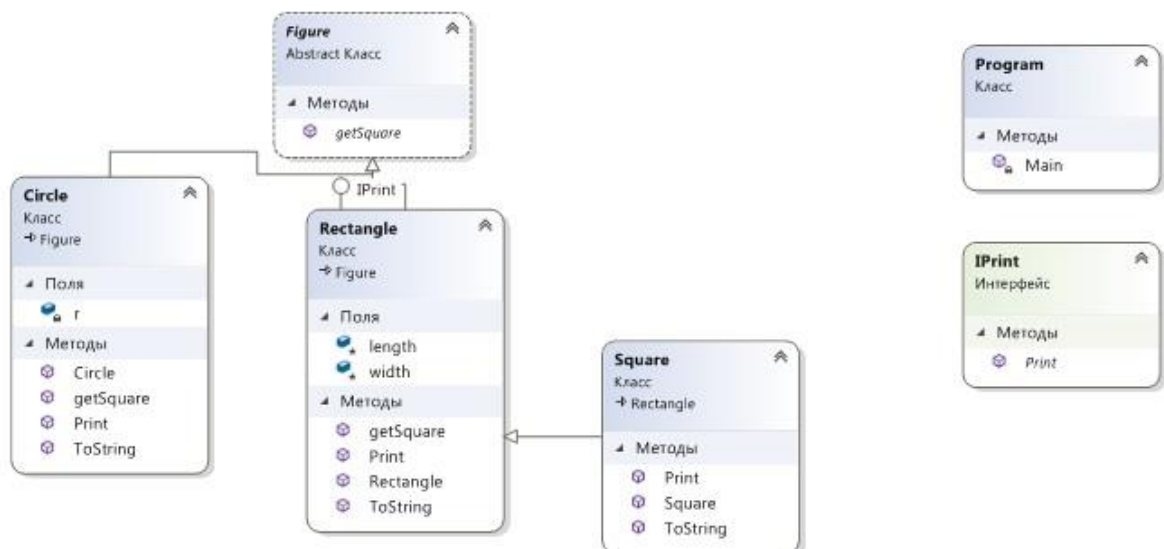 Figure
Abstract Класс
Методы
getSquare
Circle
Класс
Figure
Поля
r
Методы
Circle
getSquare
Print
ToString
IPrint
Rectangle
Класс
Figure
Поля
length
width
Методы
getSquare
Print
Rectangle
ToString
Square
Класс
Rectangle
Методы
Print
Square
ToString
Program
Класс
Методы
Main
IPrint
Интерфейс
Методы
Print